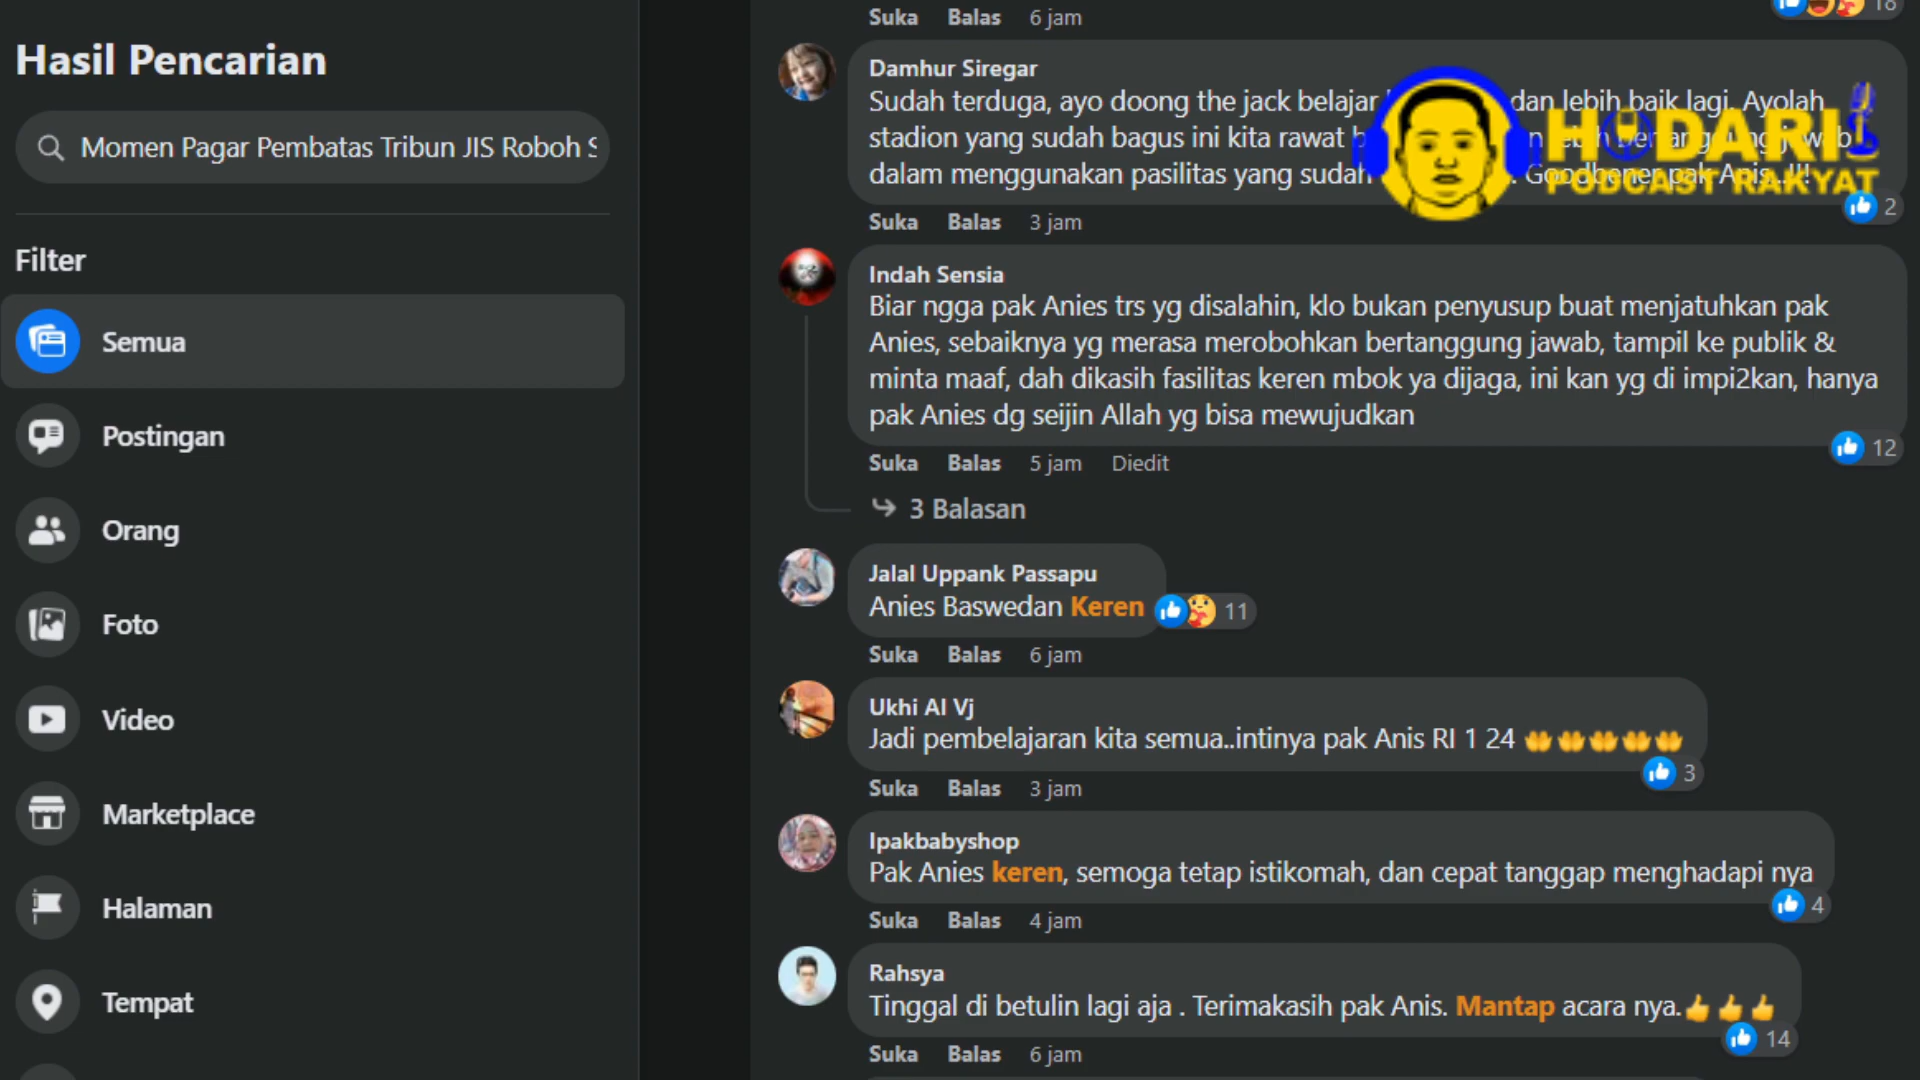 Hasil Pencarian
Momen Pagar Pembatas Tribun JIS Roboh S
Filter
Semua
Postingan
Orang
Foto
Video
Marketplace
Halaman
Tempat
Suka Balas 6 jam
18
Damhur Siregar
Sudah terduga, ayo doong the jack belajar dan lebih baik lagi. Ayolah
stadion yang sudah bagus ini kita rawat lebih bertanggung jawab
dalam menggunakan pasilitas yang sudah . Goodbener pak Anis...!!!
HODARI
PODCAST RAKYAT
2
Suka Balas 3 jam
Indah Sensia
Biar ngga pak Anies trs yg disalahin, klo bukan penyusup buat menjatuhkan pak
Anies, sebaiknya yg merasa merobohkan bertanggung jawab, tampil ke publik &
minta maaf, dah dikasih fasilitas keren mbok ya dijaga, ini kan yg di impi2kan, hanya
pak Anies dg seijin Allah yg bisa mewujudkan
12
Suka Balas 5 jam Diedit
3 Balasan
Jalal Uppank Passapu
Anies Baswedan Keren 11
Suka Balas 6 jam
Ukhi Al Vj
Jadi pembelajaran kita semua..intinya pak Anis RI 1 24 🤲🤲🤲🤲🤲
3
Suka Balas 3 jam
Ipakbabyshop
Pak Anies keren, semoga tetap istikomah, dan cepat tanggap menghadapi nya
4
Suka Balas 4 jam
Rahsya
Tinggal di betulin lagi aja . Terimakasih pak Anis. Mantap acara nya.👍👍👍
14
Suka Balas 6 jam